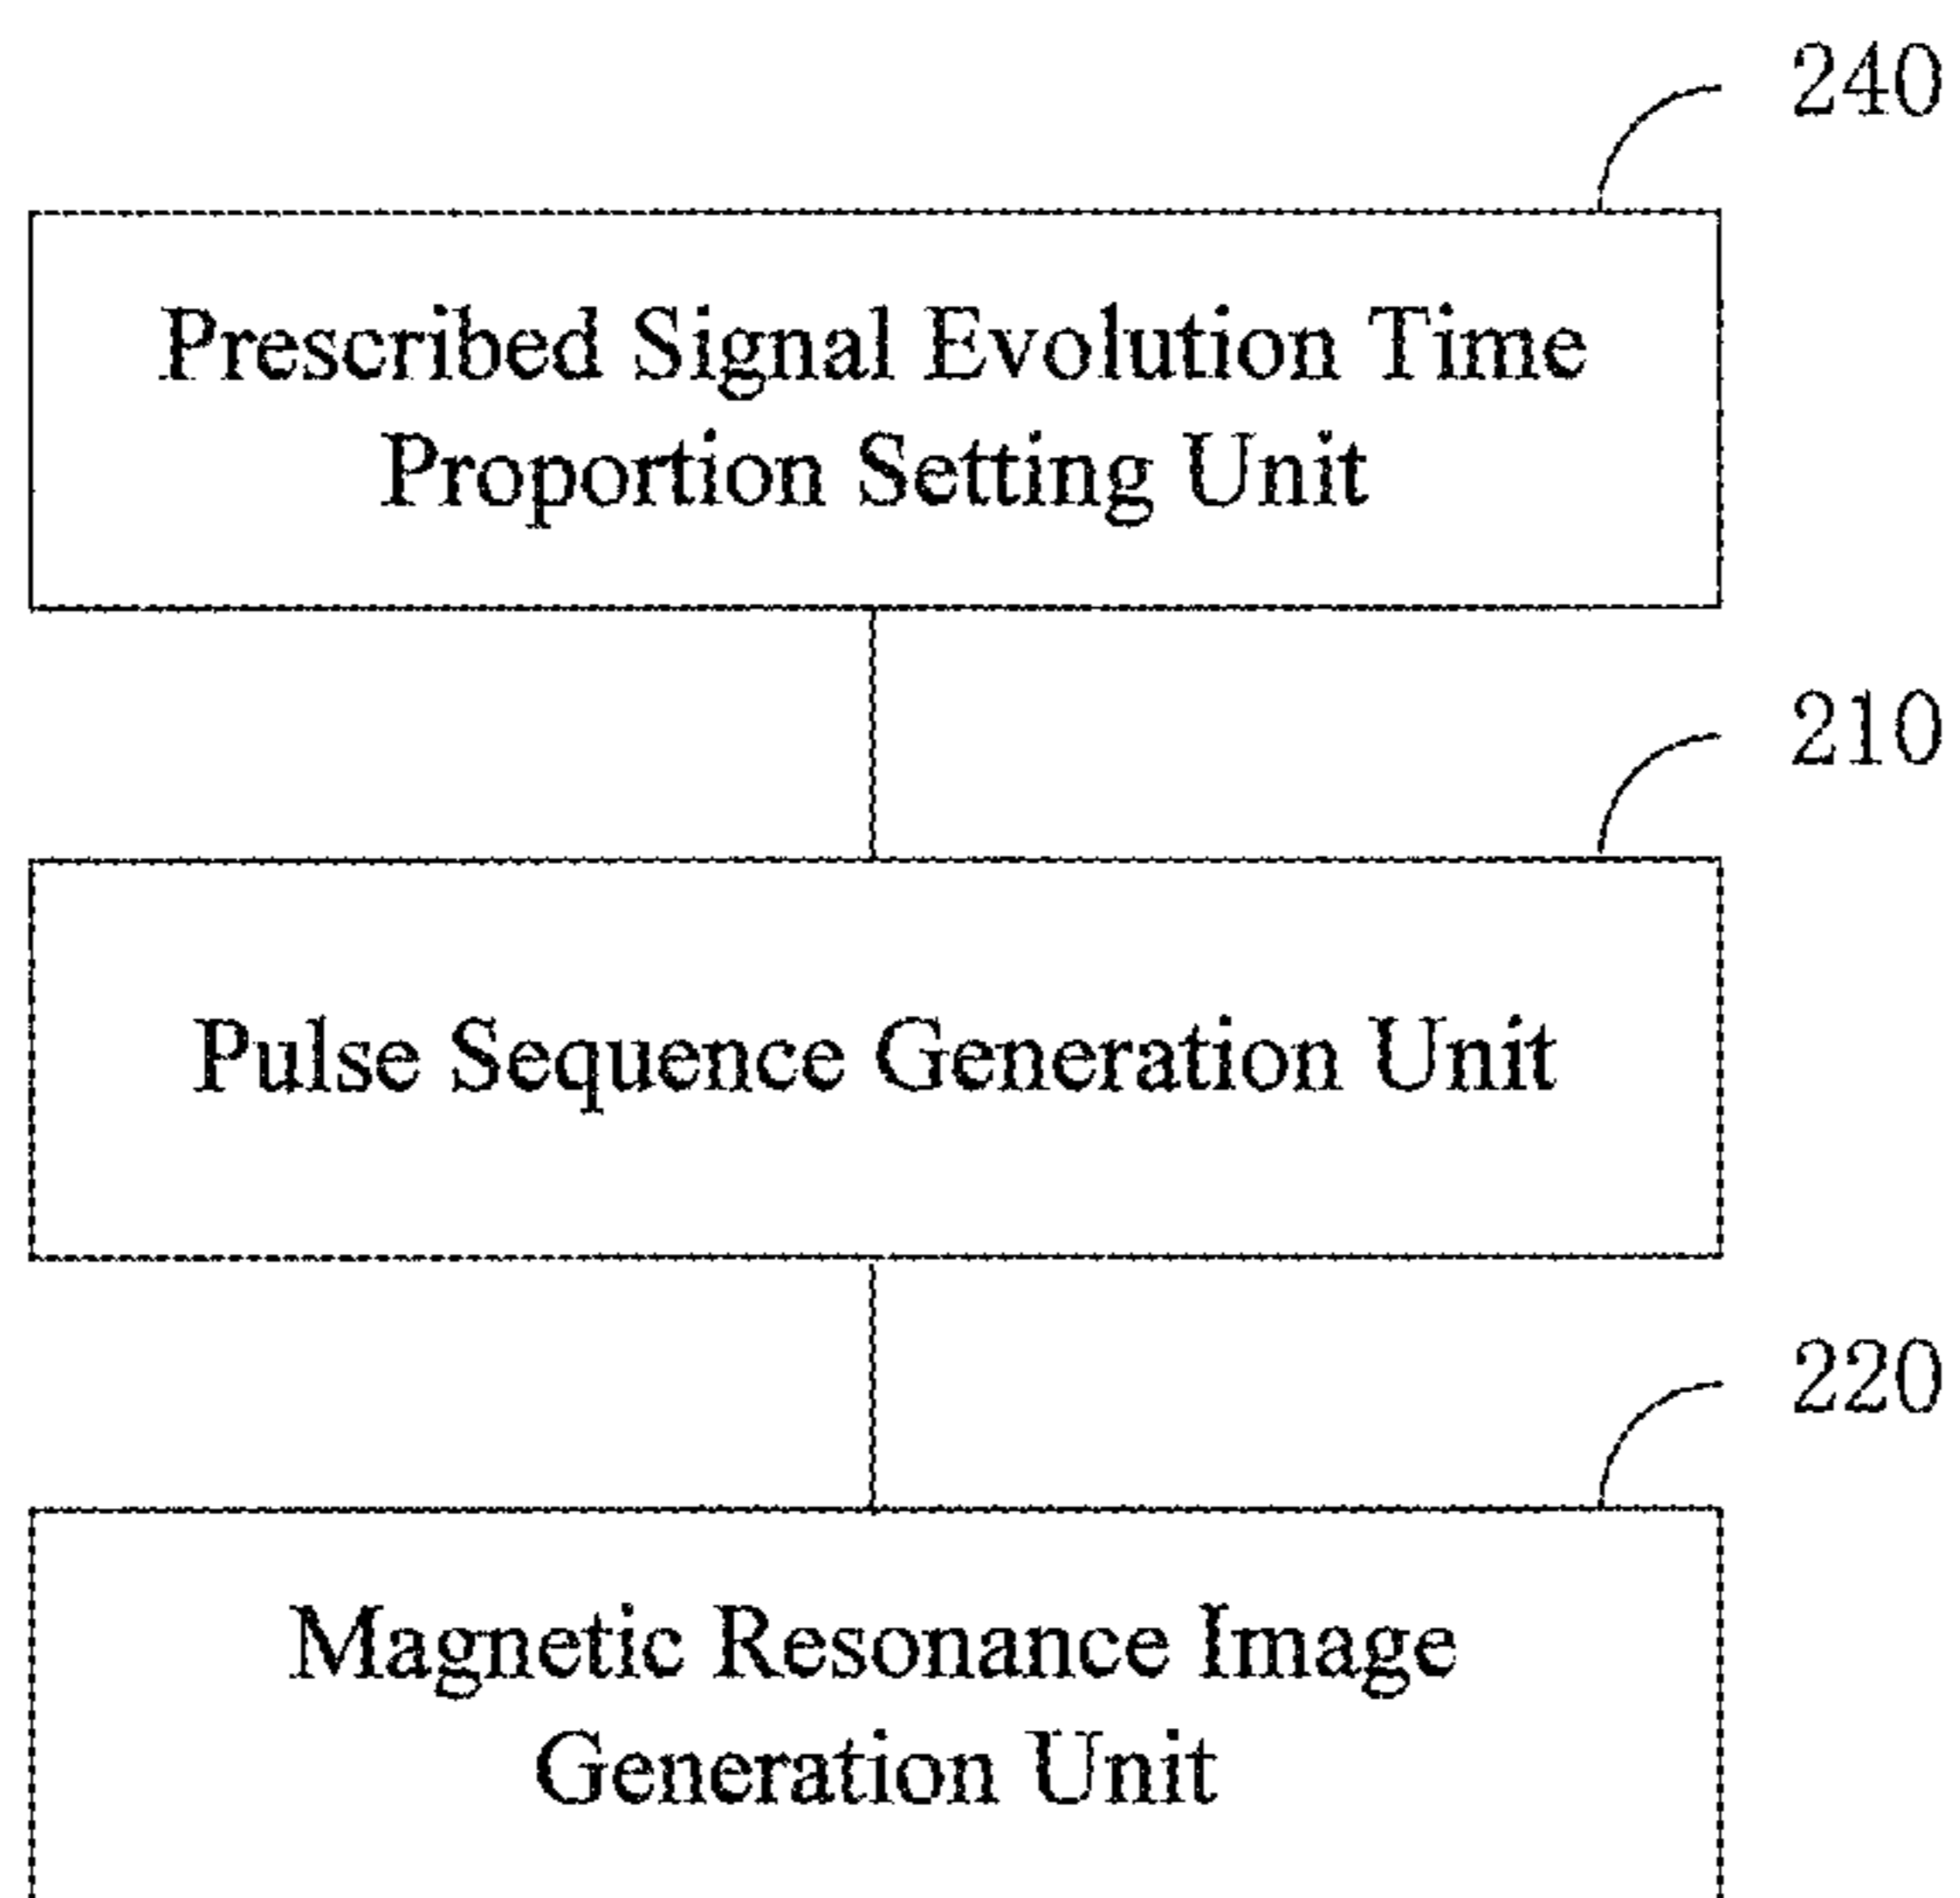 240
Prescribed Signal Evolution Time
Proportion Setting Unit
210
Pulse Sequence Generation Unit
220
Magnetic Resonance Image
Generation Unit